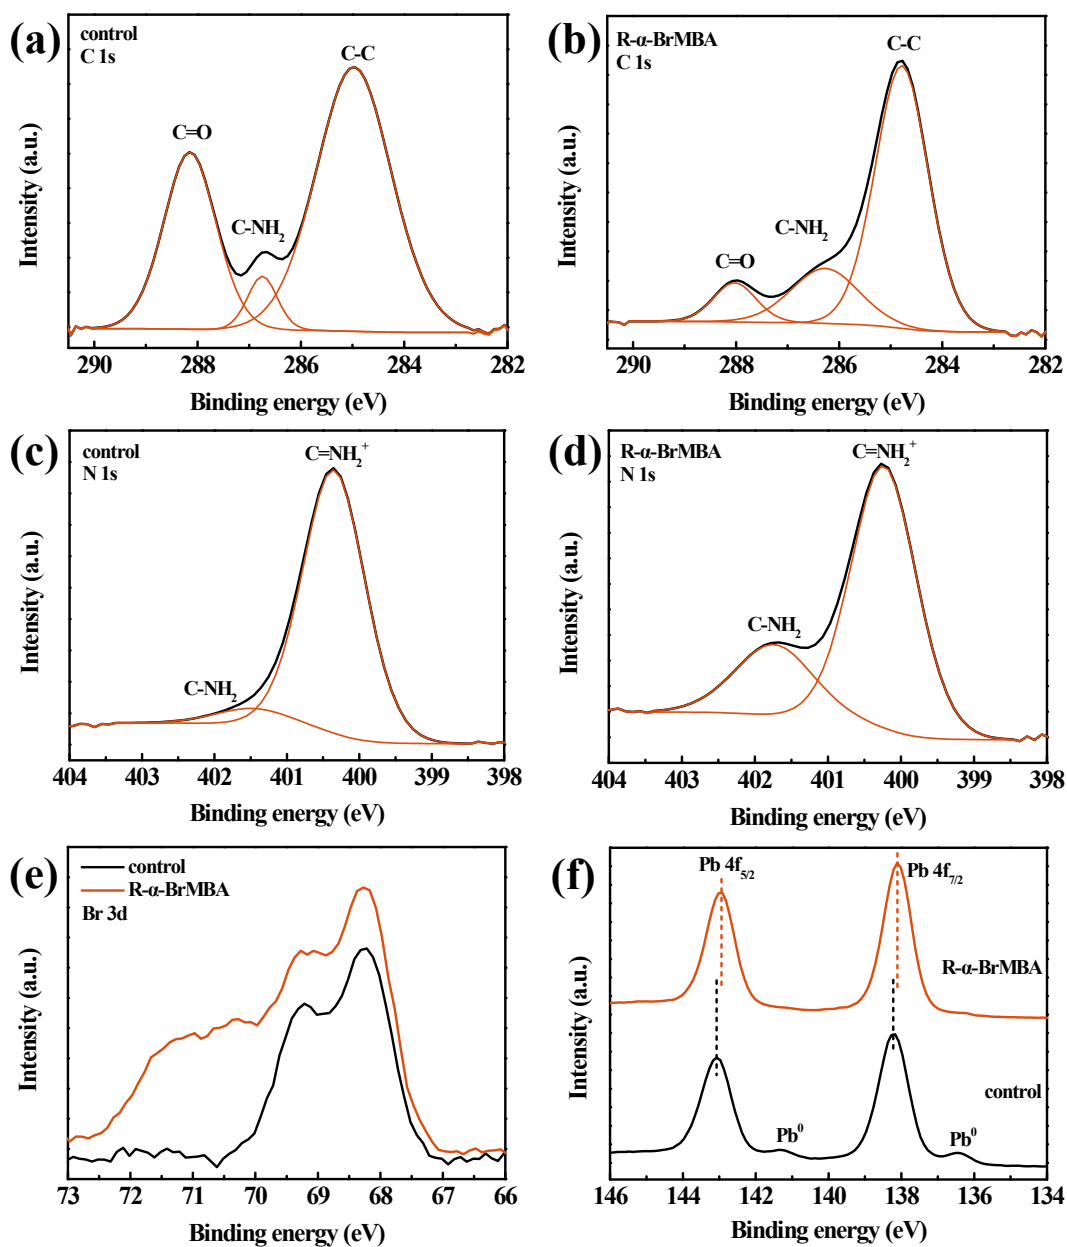 (a)
control
C 1s
C=O
C-NH2
C-C
Intensity (a.u.)
290 288 286 284 282
Binding energy (eV)
(b)
R-α-BrMBA
C 1s
C=O
C-NH2
C-C
Intensity (a.u.)
290 288 286 284 282
Binding energy (eV)
(c)
control
N 1s
C=NH2+
C-NH2
Intensity (a.u.)
404 403 402 401 400 399 398
Binding energy (eV)
(d)
R-α-BrMBA
N 1s
C=NH2+
C-NH2
Intensity (a.u.)
404 403 402 401 400 399 398
Binding energy (eV)
(e)
control
R-α-BrMBA
Br 3d
Intensity (a.u.)
73 72 71 70 69 68 67 66
Binding energy (eV)
(f)
Pb 4f5/2
Pb 4f7/2
R-α-BrMBA
control
Pb0
Pb0
Intensity (a.u.)
146 144 142 140 138 136 134
Binding energy (eV)